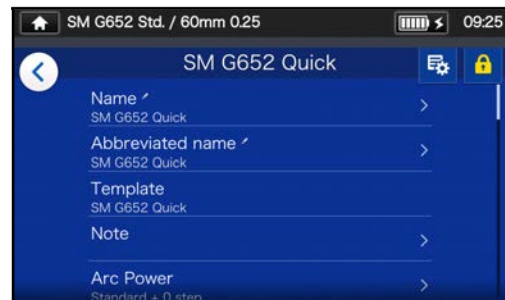 SM G652 Std. / 60mm 0.25
09:25
SM G652 Quick
Name
SM G652 Quick
Abbreviated name
SM G652 Quick
Template
SM G652 Quick
Note
Arc Power
Standard + 0 step